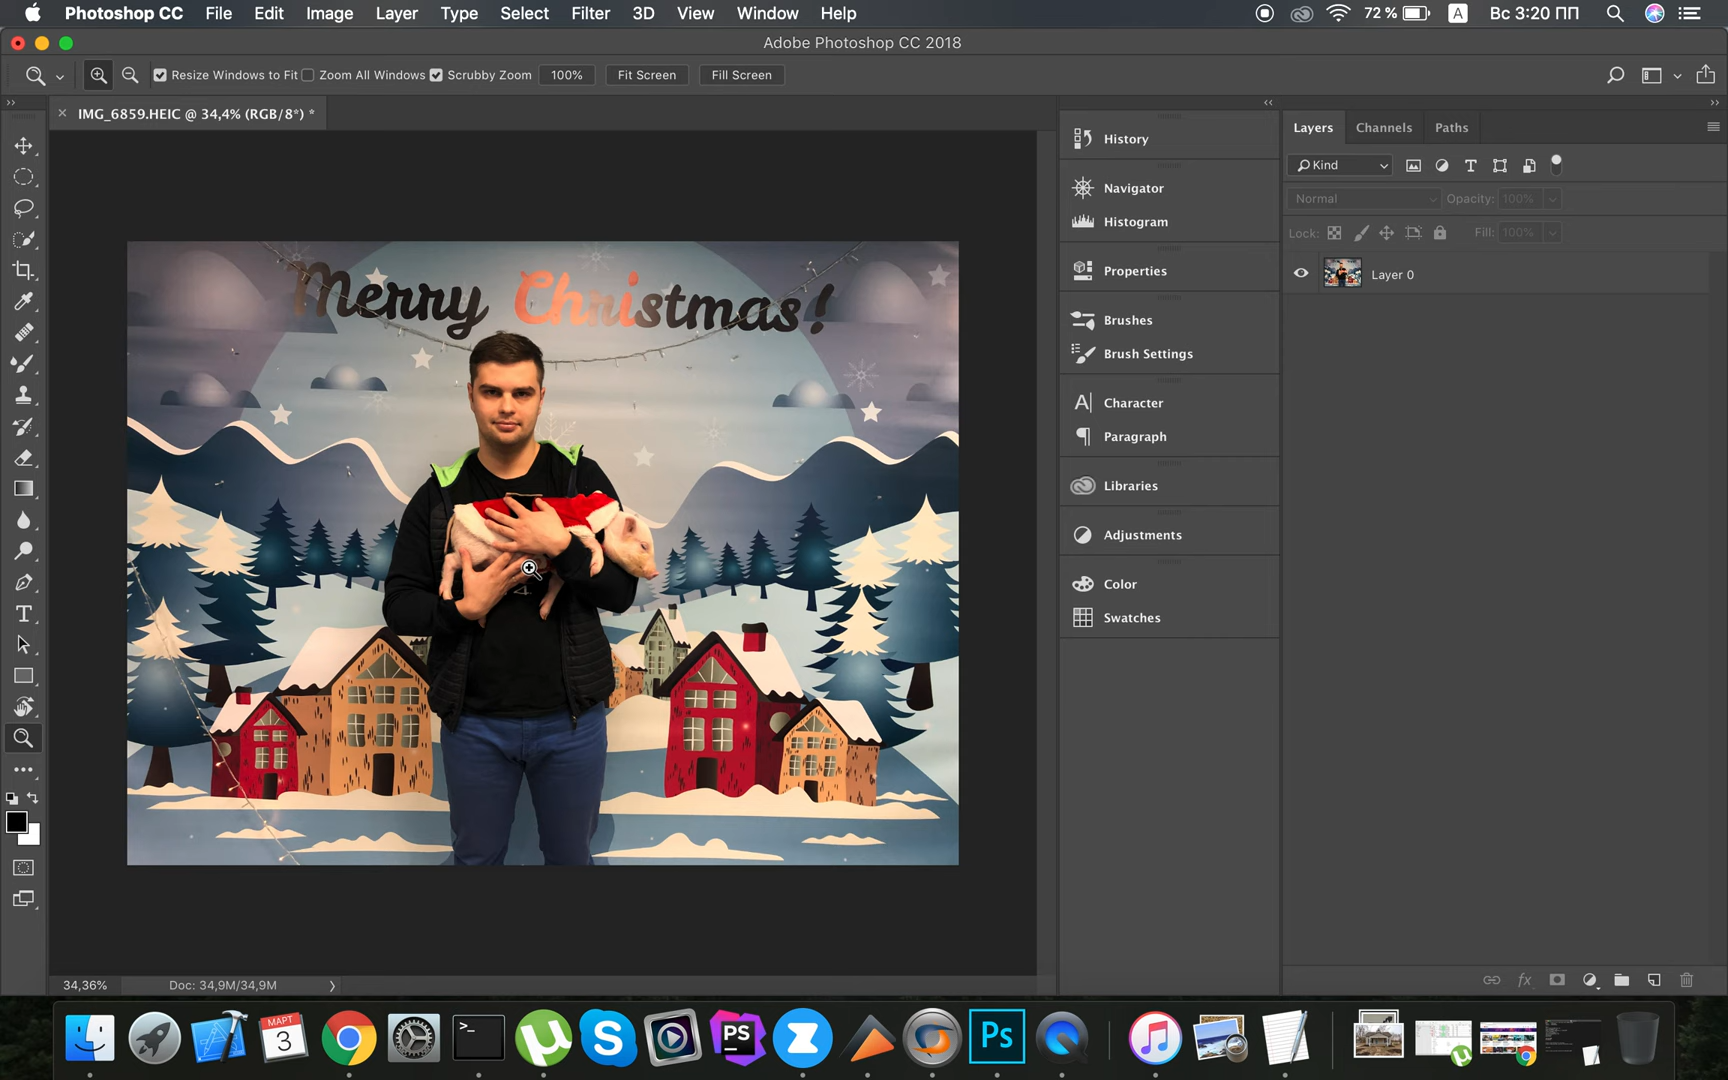 Photoshop CC File Edit Image Layer Type Select Filter 3D View Window Help 72 % A Вс 3:20 ПП
Adobe Photoshop CC 2018
Resize Windows to Fit Zoom All Windows Scrubby Zoom 100% Fit Screen Fill Screen
IMG_6859.HEIC @ 34,4% (RGB/8*) *
Merry Christmas!
34,36% Doc: 34,9M/34,9M
History
Navigator
Histogram
Properties
Brushes
Brush Settings
Character
Paragraph
Libraries
Adjustments
Color
Swatches
Layers Channels Paths
Kind
Normal Opacity: 100%
Lock: Fill: 100%
Layer 0
МАРТ
3
PS
Ps